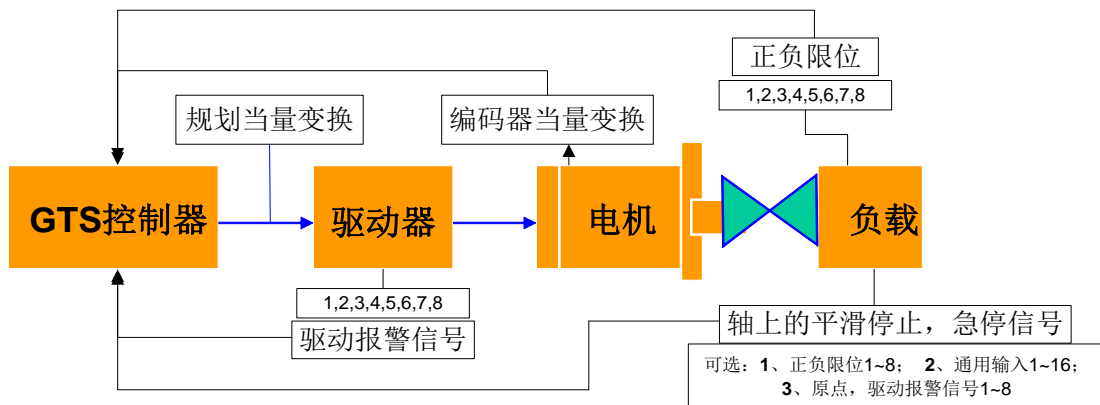 正负限位
1,2,3,4,5,6,7,8
规划当量变换
编码器当量变换
GTS控制器
驱动器
电机
负载
1,2,3,4,5,6,7,8
驱动报警信号
轴上的平滑停止，急停信号
可选：1、正负限位1~8； 2、通用输入1~16；
3、原点，驱动报警信号1~8